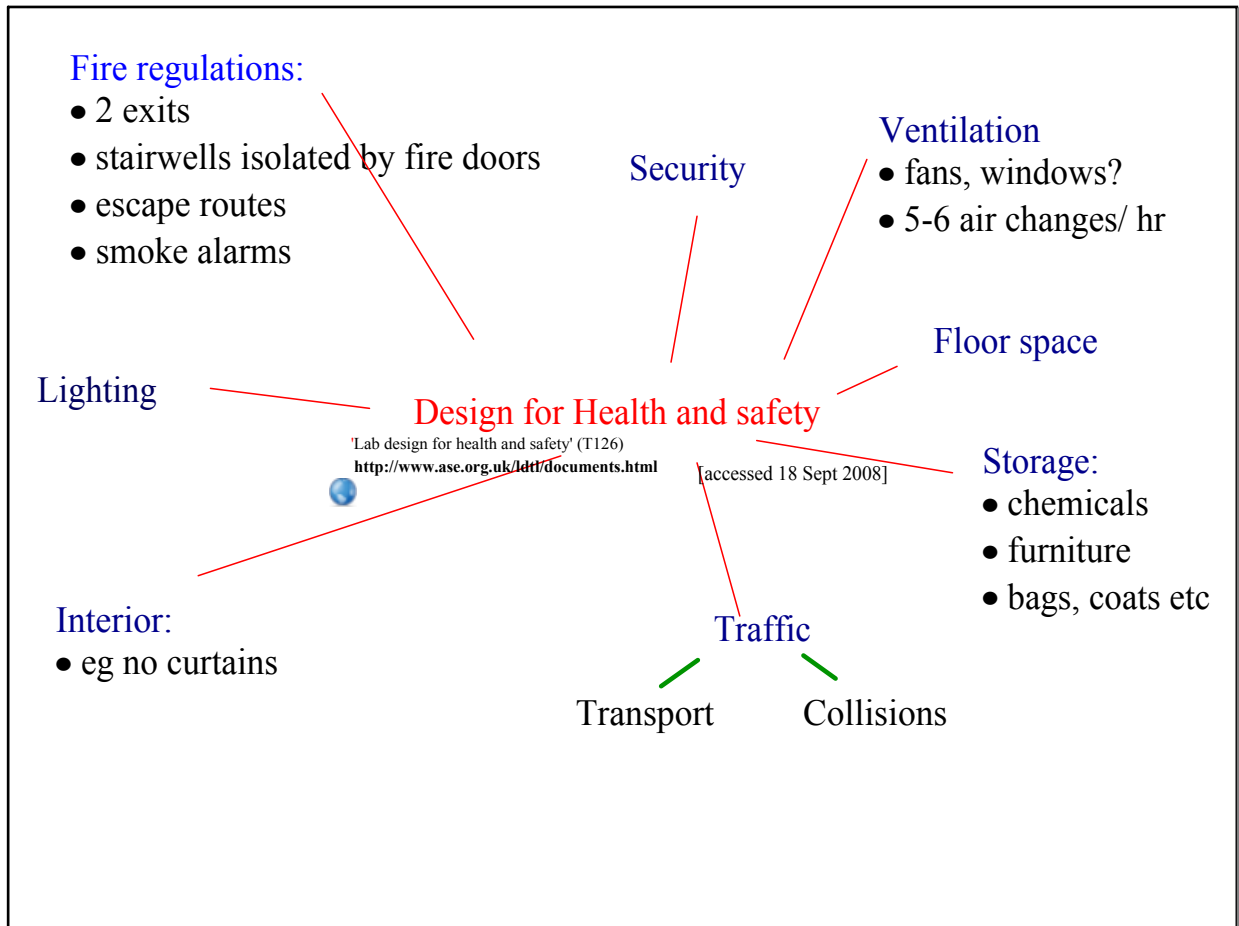 Fire regulations:
• 2 exits
• stairwells isolated by fire doors
• escape routes
• smoke alarms
Security
Ventilation
• fans, windows?
• 5-6 air changes/ hr
Floor space
Lighting
Design for Health and safety
'Lab design for health and safety' (T126)
http://www.ase.org.uk/ldtl/documents.html
[accessed 18 Sept 2008]
Storage:
• chemicals
• furniture
• bags, coats etc
Interior:
• eg no curtains
Traffic
Transport
Collisions